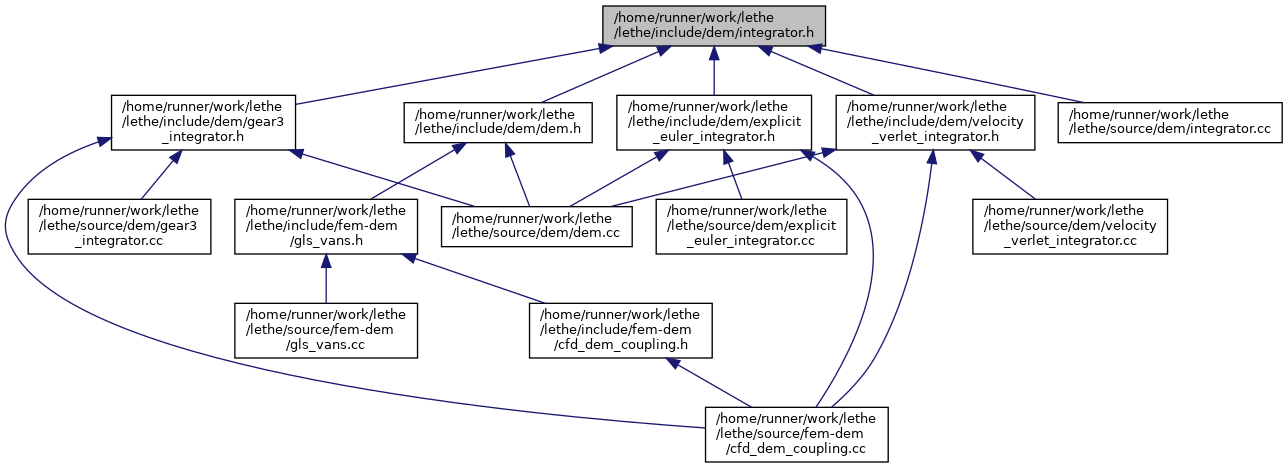 /home/runner/work/lethe
/lethe/include/dem/integrator.h
/home/runner/work/lethe
/lethe/include/dem/gear3
_integrator.h
/home/runner/work/lethe
/lethe/include/dem/dem.h
/home/runner/work/lethe
/lethe/include/dem/explicit
_euler_integrator.h
/home/runner/work/lethe
/lethe/include/dem/velocity
_verlet_integrator.h
/home/runner/work/lethe
/lethe/source/dem/integrator.cc
/home/runner/work/lethe
/lethe/source/dem/gear3
_integrator.cc
/home/runner/work/lethe
/lethe/include/fem-dem
/gls_vans.h
/home/runner/work/lethe
/lethe/source/dem/dem.cc
/home/runner/work/lethe
/lethe/source/dem/explicit
_euler_integrator.cc
/home/runner/work/lethe
/lethe/source/dem/velocity
_verlet_integrator.cc
/home/runner/work/lethe
/lethe/source/fem-dem
/gls_vans.cc
/home/runner/work/lethe
/lethe/include/fem-dem
/cfd_dem_coupling.h
/home/runner/work/lethe
/lethe/source/fem-dem
/cfd_dem_coupling.cc